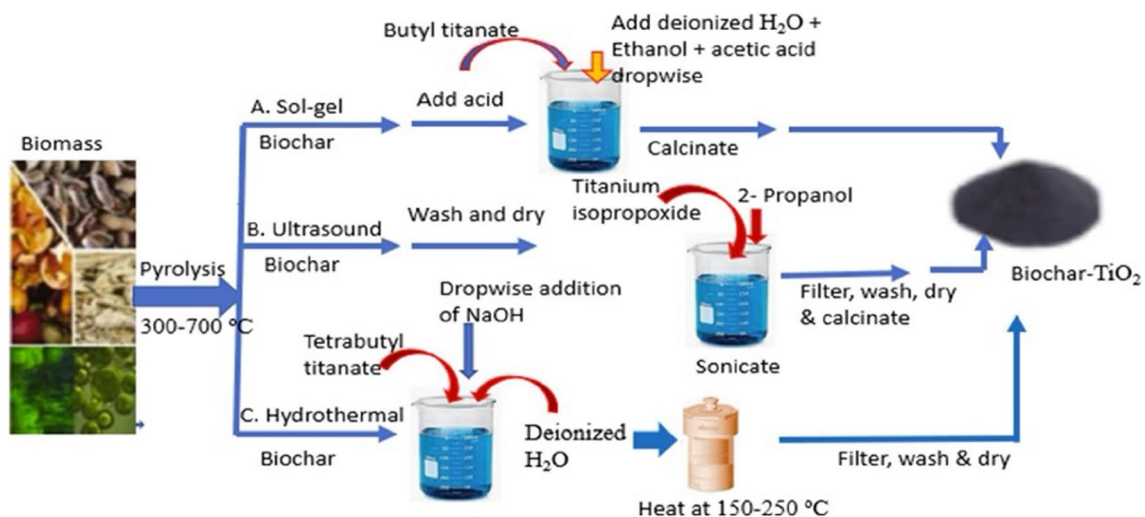 Biomass
Pyrolysis
300-700 ºC
A. Sol-gel
Biochar
Add acid
Butyl titanate
Add deionized H₂O +
Ethanol + acetic acid
dropwise
Calcinate
B. Ultrasound
Biochar
Wash and dry
Titanium
isopropoxide
2- Propanol
Sonicate
Filter, wash, dry
& calcinate
Biochar-TiO₂
C. Hydrothermal
Biochar
Tetrabutyl
titanate
Dropwise addition
of NaOH
Deionized
H₂O
Heat at 150-250 ºC
Filter, wash & dry